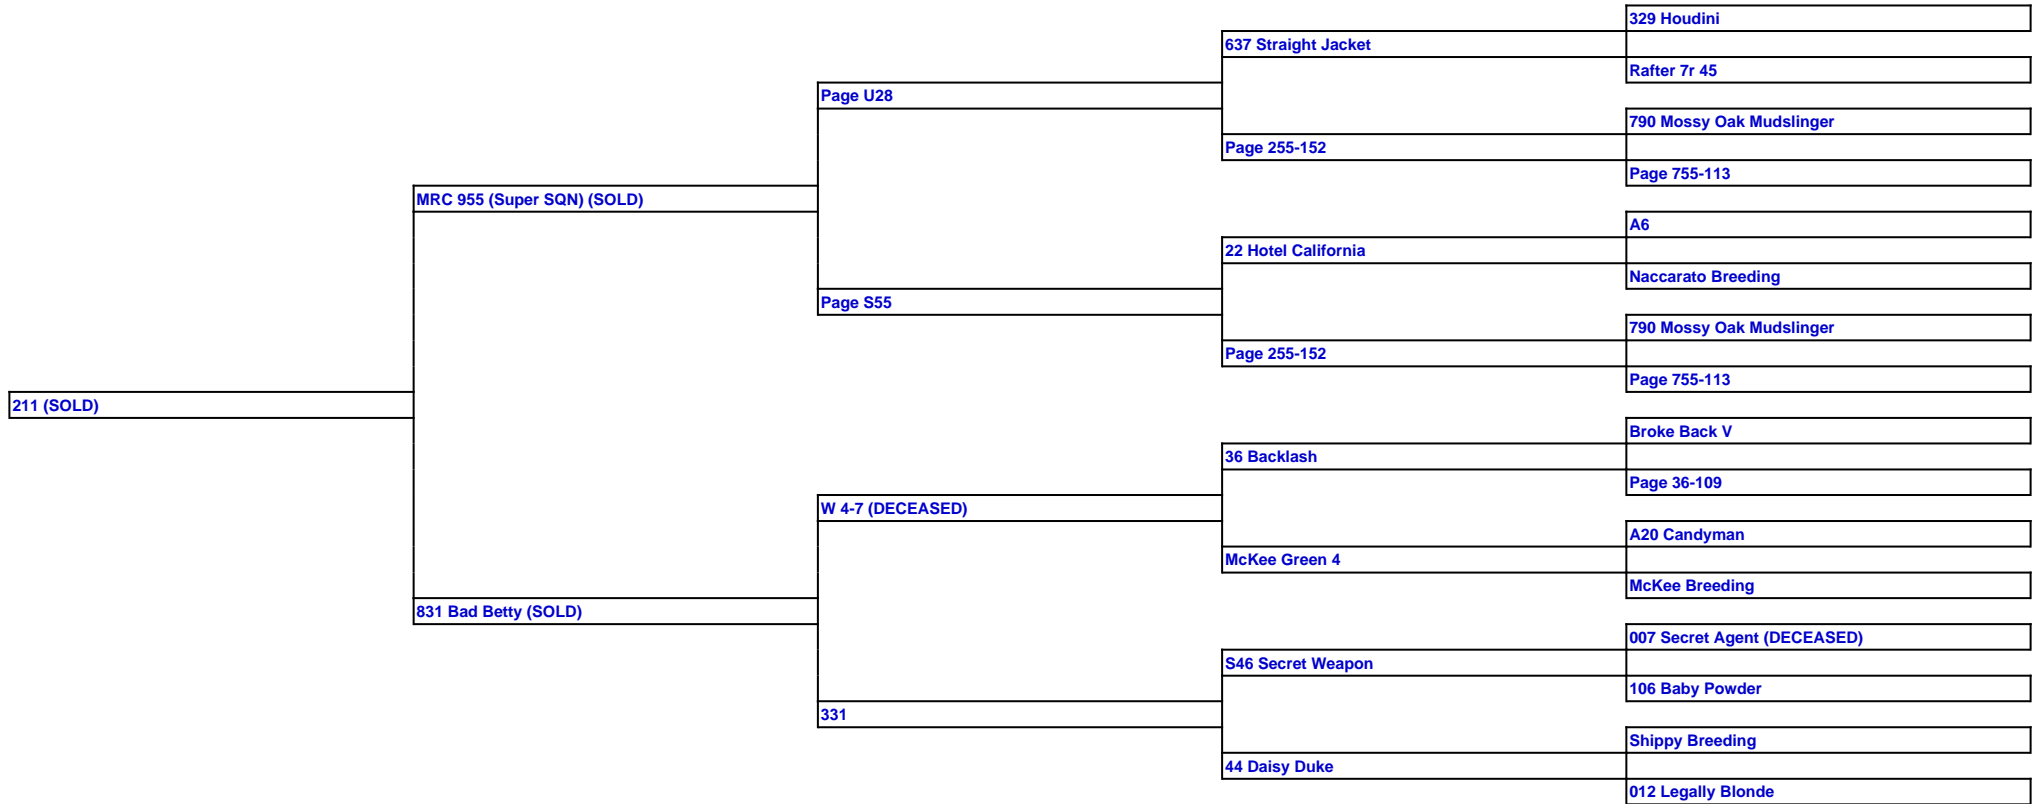 329 Houdini
637 Straight Jacket
Rafter 7r 45
Page U28
790 Mossy Oak Mudslinger
Page 255-152
Page 755-113
MRC 955 (Super SQN) (SOLD)
A6
22 Hotel California
Naccarato Breeding
Page S55
790 Mossy Oak Mudslinger
Page 255-152
Page 755-113
211 (SOLD)
Broke Back V
36 Backlash
Page 36-109
W 4-7 (DECEASED)
A20 Candyman
McKee Green 4
McKee Breeding
831 Bad Betty (SOLD)
007 Secret Agent (DECEASED)
S46 Secret Weapon
106 Baby Powder
331
Shippy Breeding
44 Daisy Duke
012 Legally Blonde